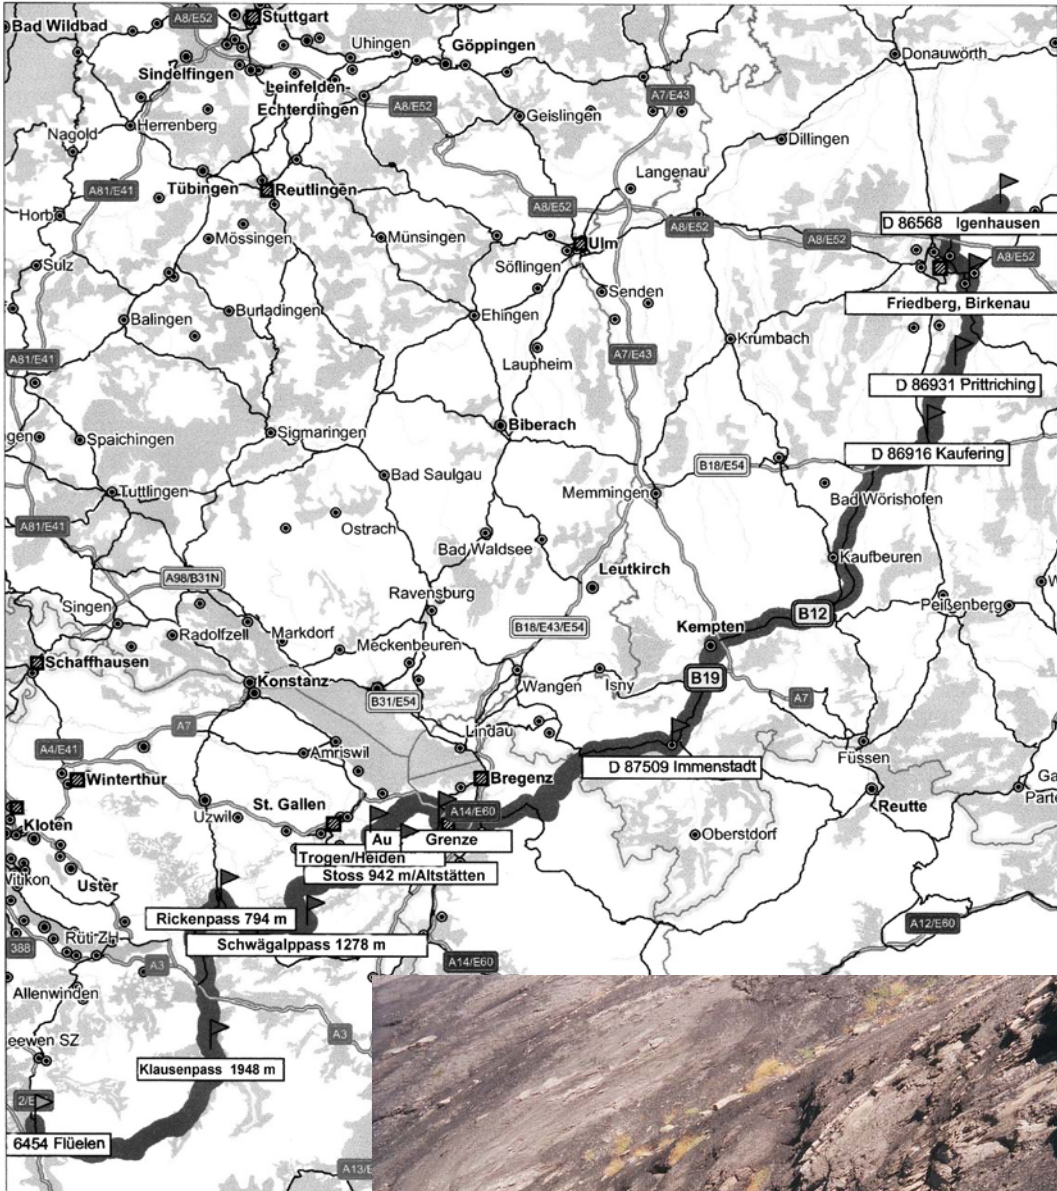 Bad Wildbad
A8/E52
Stuttgart
Uhingen
Göppingen
Donauwörth
Sindelfingen
Leinfelden-
Echterdingen
A8/E52
A7/E43
Geislingen
Herrenberg
Nagold
Dillingen
Langenau
A81/E41
Tübingen
Reutlingen
Horb
A8/E52
A8/E52
A8/E52
D 86568 Igenhausen
A8/E52
Mössingen
Münsingen
Ulm
Söflingen
Sulz
Senden
Friedberg, Birkenau
Balingen
Burladingen
Ehingen
Krumbach
A81/E41
Laupheim
A7/E43
D 86931 Prittriching
Biberach
Spaichingen
Sigmaringen
D 86916 Kaufering
Bad Saulgau
B18/E54
Memmingen
Bad Wörishofen
Tuttlingen
A81/E41
Ostrach
Bad Waldsee
Kaufbeuren
A98/B31N
Leutkirch
Ravensburg
Singen
B12
Peißenberg
Radolfzell
Markdorf
B18/E43/E54
Kempten
Meckenbeuren
Schaffhausen
Konstanz
Wangen
Isny
B19
B31/E54
A7
A7
Lindau
A4/E41
Amriswil
Füssen
D 87509 Immenstadt
Winterthur
Bregenz
Reutte
St. Gallen
A14/E60
Uzwil
Kloten
Au
Grenze
Oberstdorf
Trogen/Heiden
Stoss 942 m/Altstätten
Witikon
Uster
Rickenpass 794 m
A12/E60
Rüti ZH
388
Schwägalppass 1278 m
A3
A14/E60
Allenwinden
A3
eewen SZ
Klausenpass 1948 m
6454 Flüelen